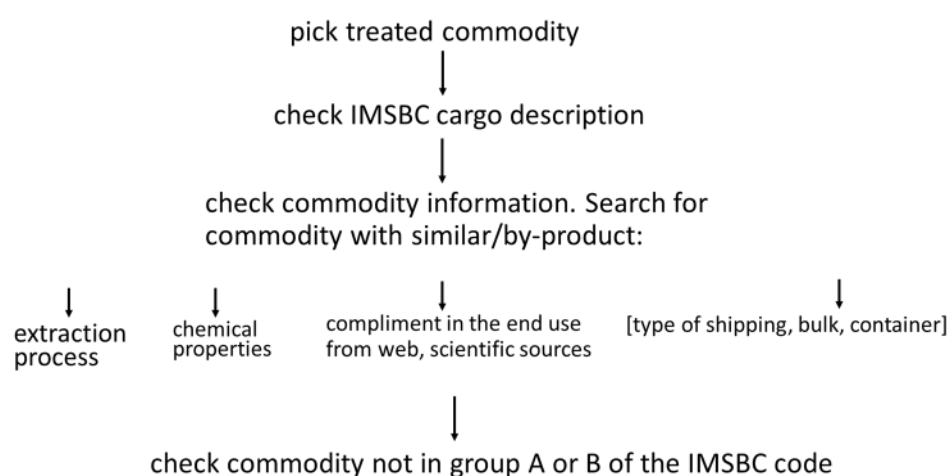 pick treated commodity
check IMSBC cargo description
check commodity information. Search for
commodity with similar/by-product:
extraction
process
chemical
properties
compliment in the end use
from web, scientific sources
[type of shipping, bulk, container]
check commodity not in group A or B of the IMSBC code